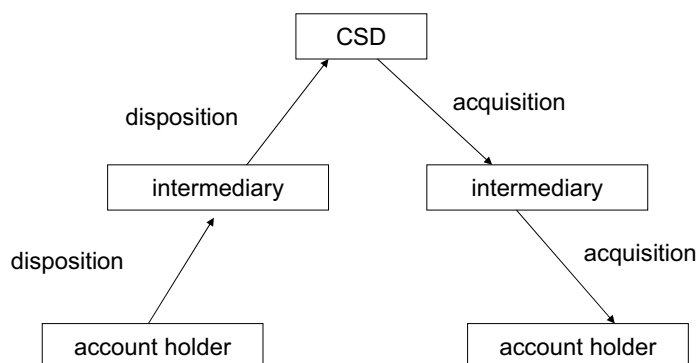 CSD
disposition
acquisition
intermediary
intermediary
disposition
acquisition
account holder
account holder